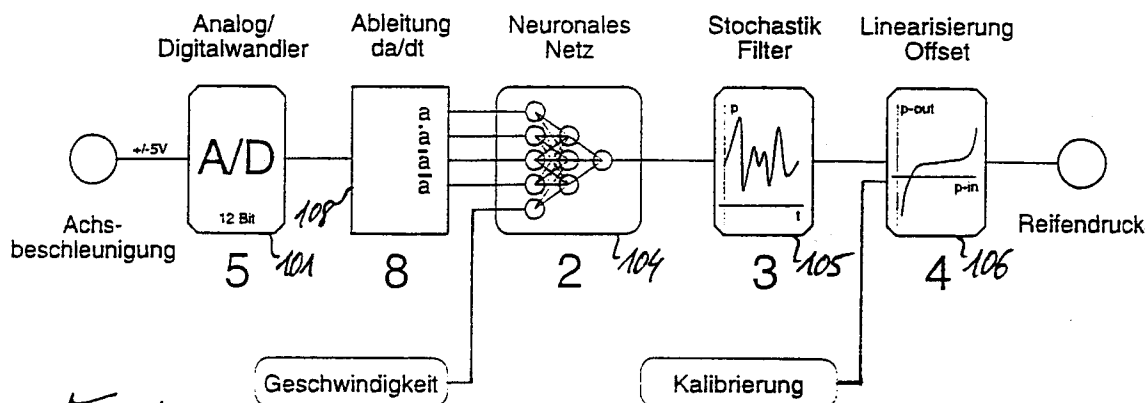 Analog/
Digitalwandler
Ableitung
da/dt
Neuronales
Netz
Stochastik
Filter
Linearisierung
Offset
+/-5V
A/D
12 Bit
p
t
p-out
p-in
Achs-
beschleunigung
Reifendruck
108
5
101
8
2
104
3
105
4
106
Geschwindigkeit
Kalibrierung